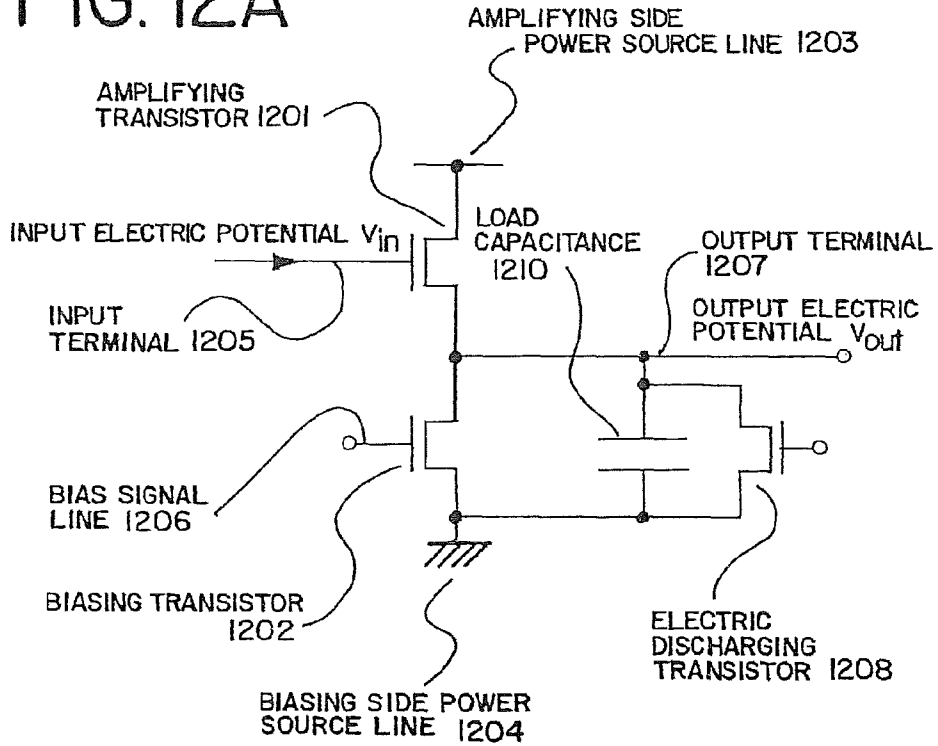 FIG. 12A
AMPLIFYING SIDE
POWER SOURCE LINE 1203
AMPLIFYING
TRANSISTOR 1201
INPUT ELECTRIC POTENTIAL Vin
LOAD
CAPACITANCE
1210
OUTPUT TERMINAL
1207
OUTPUT ELECTRIC
POTENTIAL Vout
INPUT
TERMINAL 1205
BIAS SIGNAL
LINE 1206
BIASING TRANSISTOR
1202
ELECTRIC
DISCHARGING
TRANSISTOR 1208
BIASING SIDE POWER
SOURCE LINE 1204